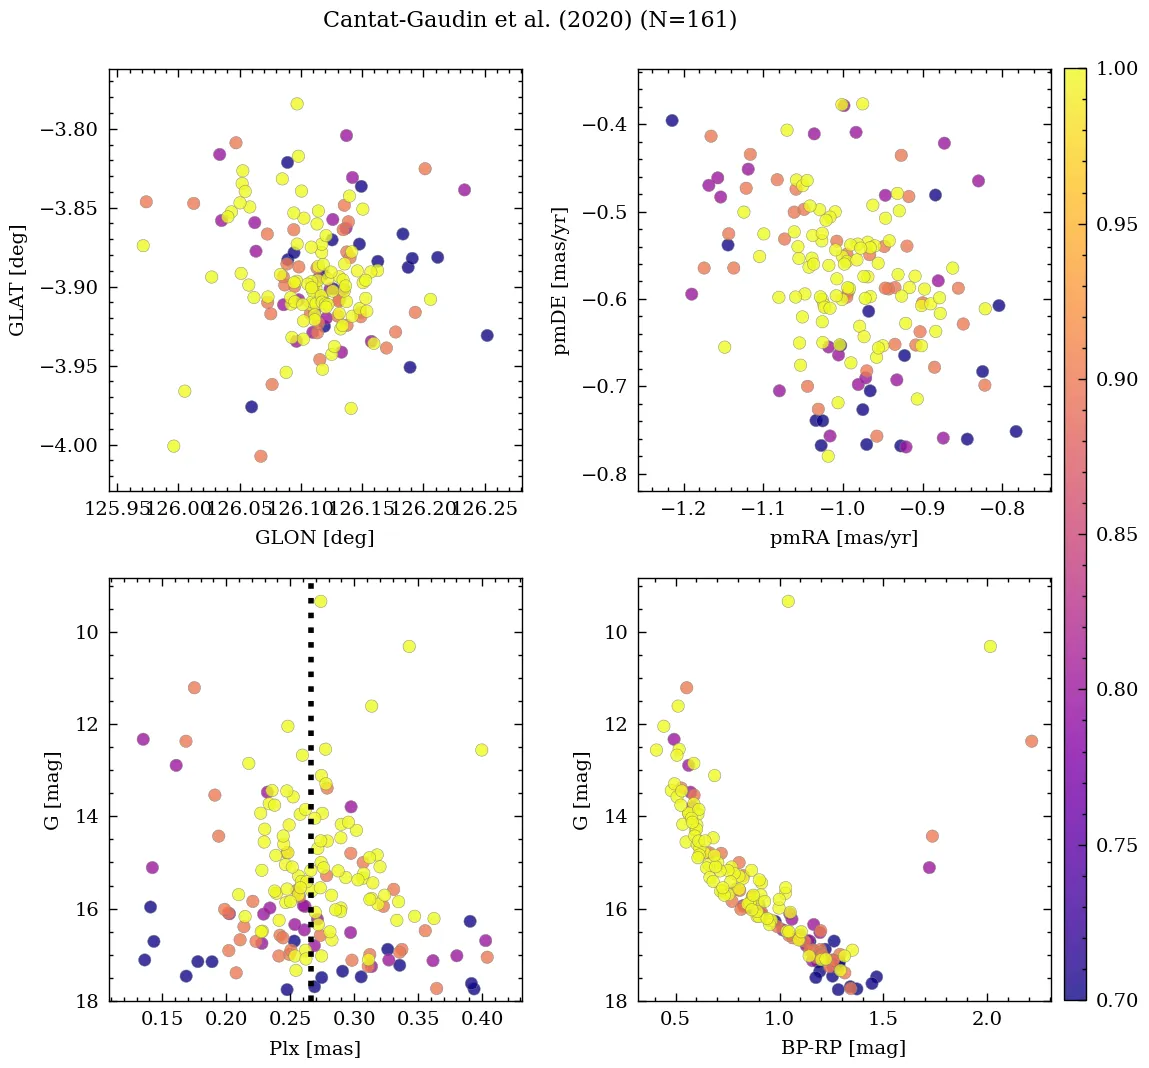 Cantat-Gaudin et al. (2020) (N=161)
GLAT [deg]
−3.80
−3.85
−3.90
−3.95
−4.00
125.95 126.00 126.05 126.10 126.15 126.20 126.25
GLON [deg]
pmDE [mas/yr]
−0.4
−0.5
−0.6
−0.7
−0.8
−1.2 −1.1 −1.0 −0.9 −0.8
pmRA [mas/yr]
G [mag]
10
12
14
16
18
0.15 0.20 0.25 0.30 0.35 0.40
Plx [mas]
G [mag]
10
12
14
16
18
0.5 1.0 1.5 2.0
BP-RP [mag]
1.00
0.95
0.90
0.85
0.80
0.75
0.70